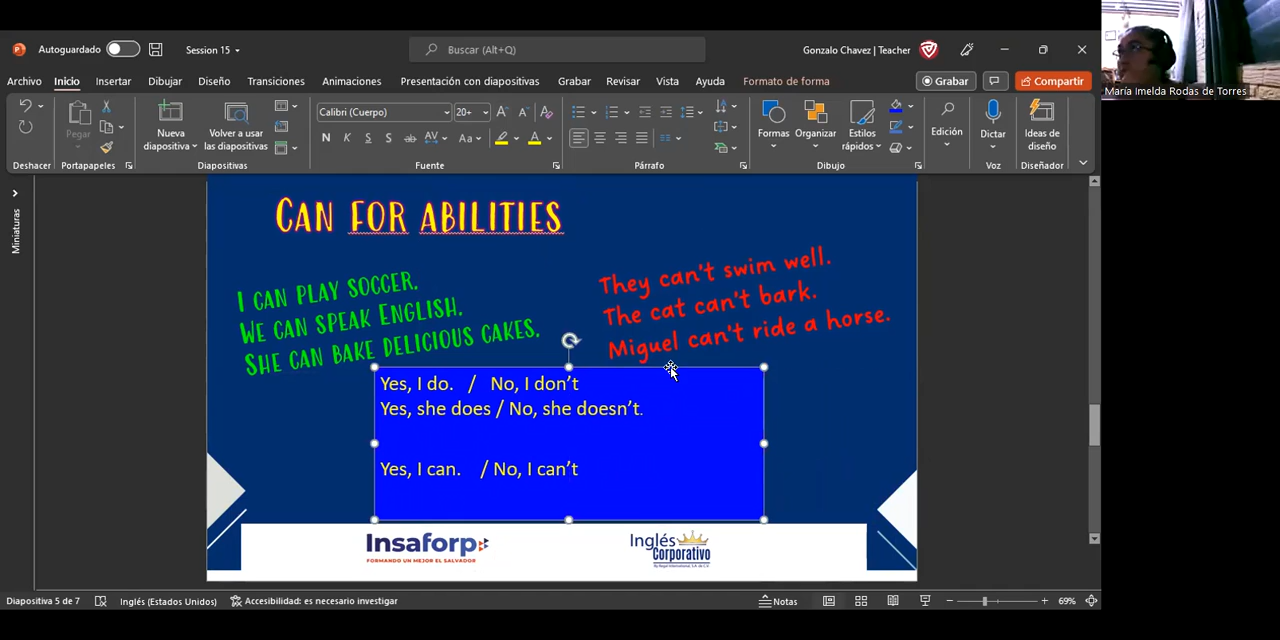 Autoguardado
Session 15
Buscar (Alt+Q)
Gonzalo Chavez | Teacher
María Imelda Rodas de Torres
Archivo Inicio Insertar Dibujar Diseño Transiciones Animaciones Presentación con diapositivas Grabar Revisar Vista Ayuda Formato de forma
Grabar
Compartir
Pegar
Nueva diapositiva
Volver a usar las diapositivas
Calibri (Cuerpo) 20+
N K S S ab AV Aa A
Formas
Organizar
Estilos rápidos
Edición
Dictar
Ideas de diseño
Deshacer Portapapeles Diapositivas Fuente Párrafo Dibujo Voz Diseñador
Miniaturas
Can for abilities
I can play soccer.
We can speak English.
She can bake delicious cakes.
They can't swim well.
The cat can't bark.
Miguel can't ride a horse.
Yes, I do. / No, I don't
Yes, she does / No, she doesn't.
Yes, I can. / No, I can't
Insaforp
FORMANDO UN MEJOR EL SALVADOR
Inglés
Corporativo
Diapositiva 5 de 7
Inglés (Estados Unidos)
Accesibilidad: es necesario investigar
Notas
69%